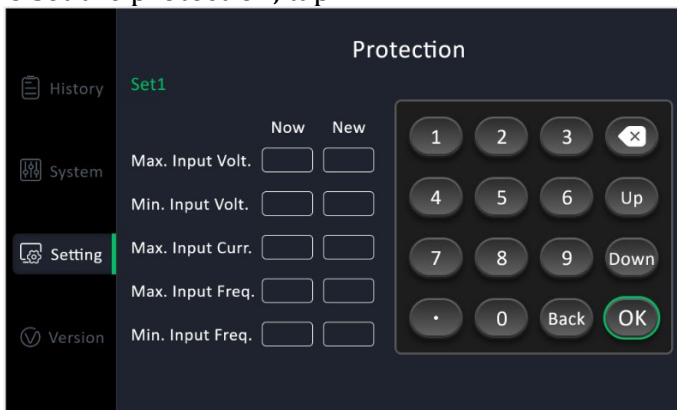 Protection
Set1
History
System
Setting
Version
Now New
Max. Input Volt.
Min. Input Volt.
Max. Input Curr.
Max. Input Freq.
Min. Input Freq.
1 2 3
4 5 6 Up
7 8 9 Down
. 0 Back OK